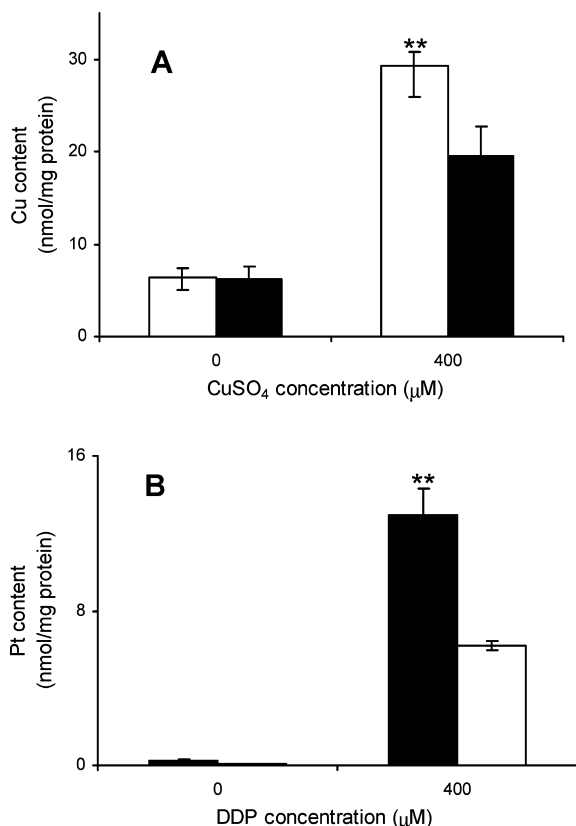 A
**
30
20
10
0
Cu content
(nmol/mg protein)
0 400
CuSO₄ concentration (μM)
B
**
16
8
0
Pt content
(nmol/mg protein)
0 400
DDP concentration (μM)